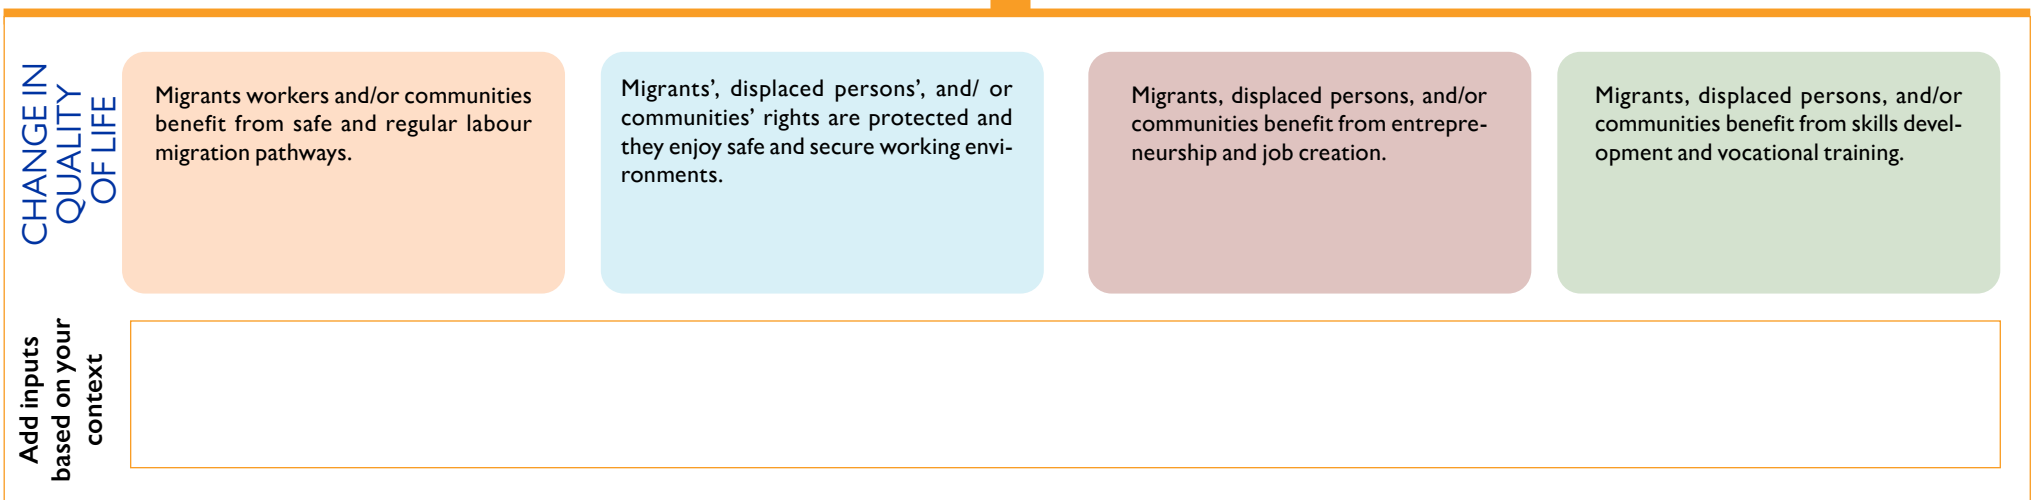 CHANGE IN
QUALITY
OF LIFE
Migrants workers and/or communities
benefit from safe and regular labour
migration pathways.
Migrants’, displaced persons’, and/ or
communities’ rights are protected and
they enjoy safe and secure working envi-
ronments.
Migrants, displaced persons, and/or
communities benefit from entrepre-
neurship and job creation.
Migrants, displaced persons, and/or
communities benefit from skills devel-
opment and vocational training.
Add inputs
based on your
context